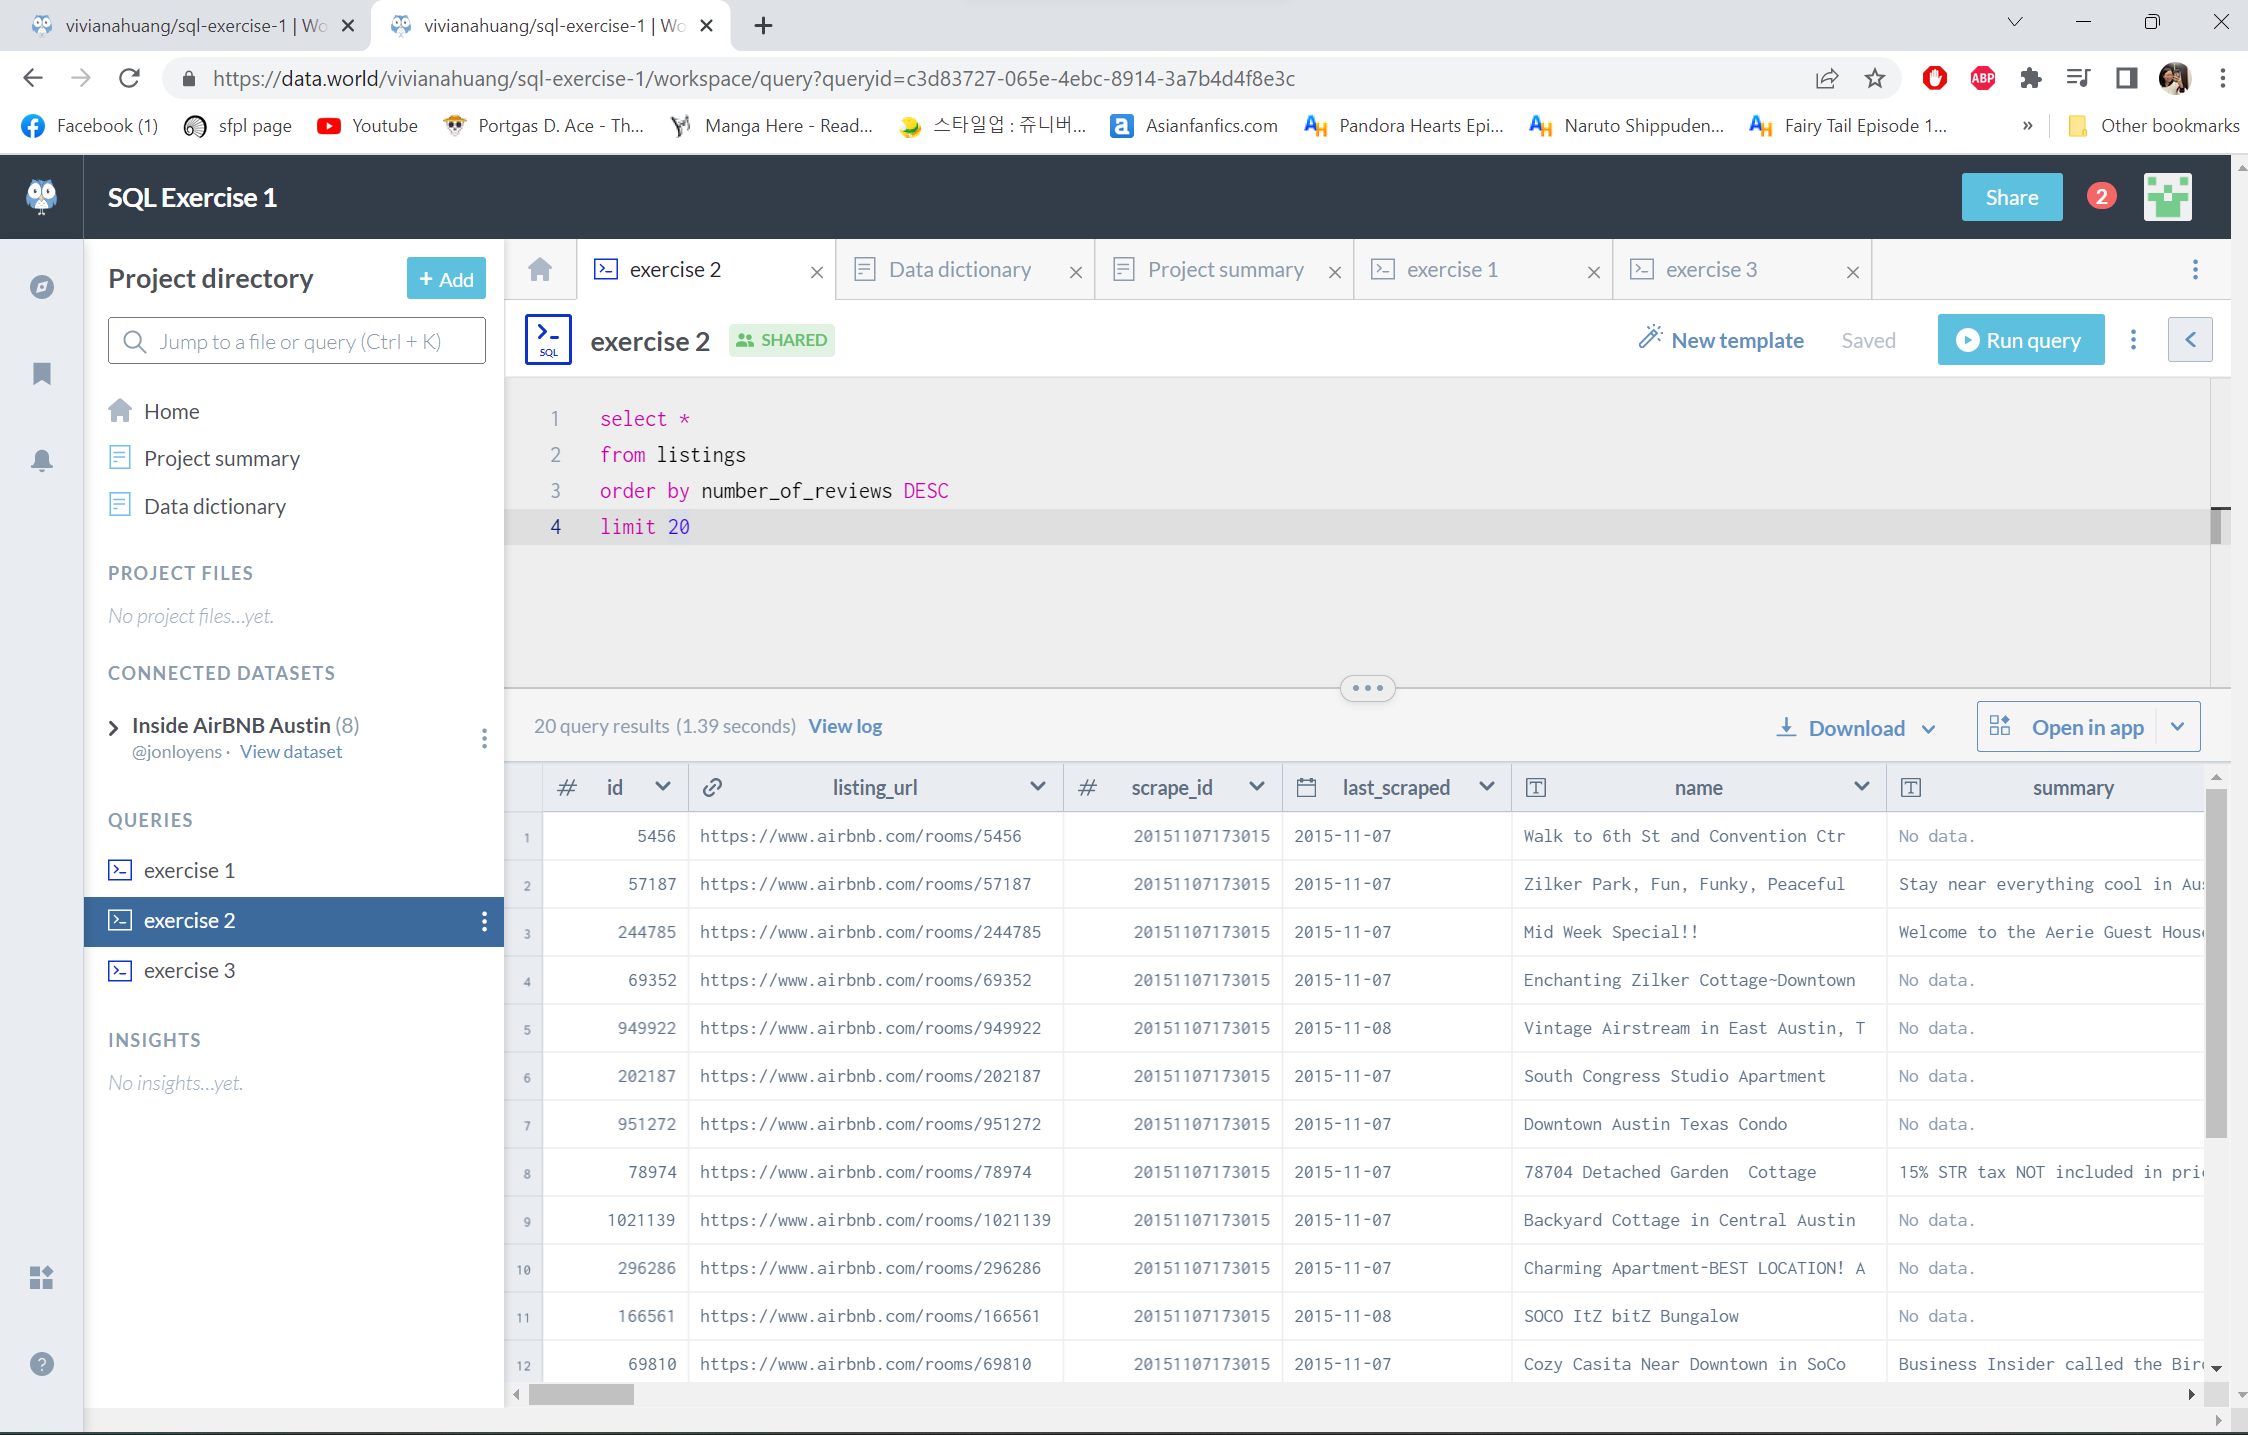 vivianahuang/sql-exercise-1 | Wo
vivianahuang/sql-exercise-1 | Wo
https://data.world/vivianahuang/sql-exercise-1/workspace/query?queryid=c3d83727-065e-4ebc-8914-3a7b4d4f8e3c
ABP
Facebook (1)
sfpl page
Youtube
Portgas D. Ace - Th...
Manga Here - Read...
스타일업 : 쥬니버...
Asianfanfics.com
Pandora Hearts Epi...
Naruto Shippuden...
Fairy Tail Episode 1...
»
Other bookmarks
SQL Exercise 1
Share
2
Project directory
+ Add
Jump to a file or query (Ctrl + K)
Home
Project summary
Data dictionary
PROJECT FILES
No project files...yet.
CONNECTED DATASETS
Inside AirBNB Austin (8)
@jonloyens · View dataset
QUERIES
exercise 1
exercise 2
exercise 3
INSIGHTS
No insights...yet.
exercise 2
Data dictionary
Project summary
exercise 1
exercise 3
SQL
exercise 2
SHARED
New template
Saved
Run query
1 select *
2 from listings
3 order by number_of_reviews DESC
4 limit 20
20 query results (1.39 seconds) View log
Download
Open in app
# id listing_url # scrape_id last_scraped T name T summary
1 5456 https://www.airbnb.com/rooms/5456 20151107173015 2015-11-07 Walk to 6th St and Convention Ctr No data.
2 57187 https://www.airbnb.com/rooms/57187 20151107173015 2015-11-07 Zilker Park, Fun, Funky, Peaceful Stay near everything cool in Aus
3 244785 https://www.airbnb.com/rooms/244785 20151107173015 2015-11-07 Mid Week Special!! Welcome to the Aerie Guest Hous
4 69352 https://www.airbnb.com/rooms/69352 20151107173015 2015-11-07 Enchanting Zilker Cottage~Downtown No data.
5 949922 https://www.airbnb.com/rooms/949922 20151107173015 2015-11-08 Vintage Airstream in East Austin, T No data.
6 202187 https://www.airbnb.com/rooms/202187 20151107173015 2015-11-07 South Congress Studio Apartment No data.
7 951272 https://www.airbnb.com/rooms/951272 20151107173015 2015-11-07 Downtown Austin Texas Condo No data.
8 78974 https://www.airbnb.com/rooms/78974 20151107173015 2015-11-07 78704 Detached Garden  Cottage 15% STR tax NOT included in pric
9 1021139 https://www.airbnb.com/rooms/1021139 20151107173015 2015-11-07 Backyard Cottage in Central Austin No data.
10 296286 https://www.airbnb.com/rooms/296286 20151107173015 2015-11-07 Charming Apartment-BEST LOCATION! A No data.
11 166561 https://www.airbnb.com/rooms/166561 20151107173015 2015-11-08 SOCO ItZ bitZ Bungalow No data.
12 69810 https://www.airbnb.com/rooms/69810 20151107173015 2015-11-07 Cozy Casita Near Downtown in SoCo Business Insider called the Bir